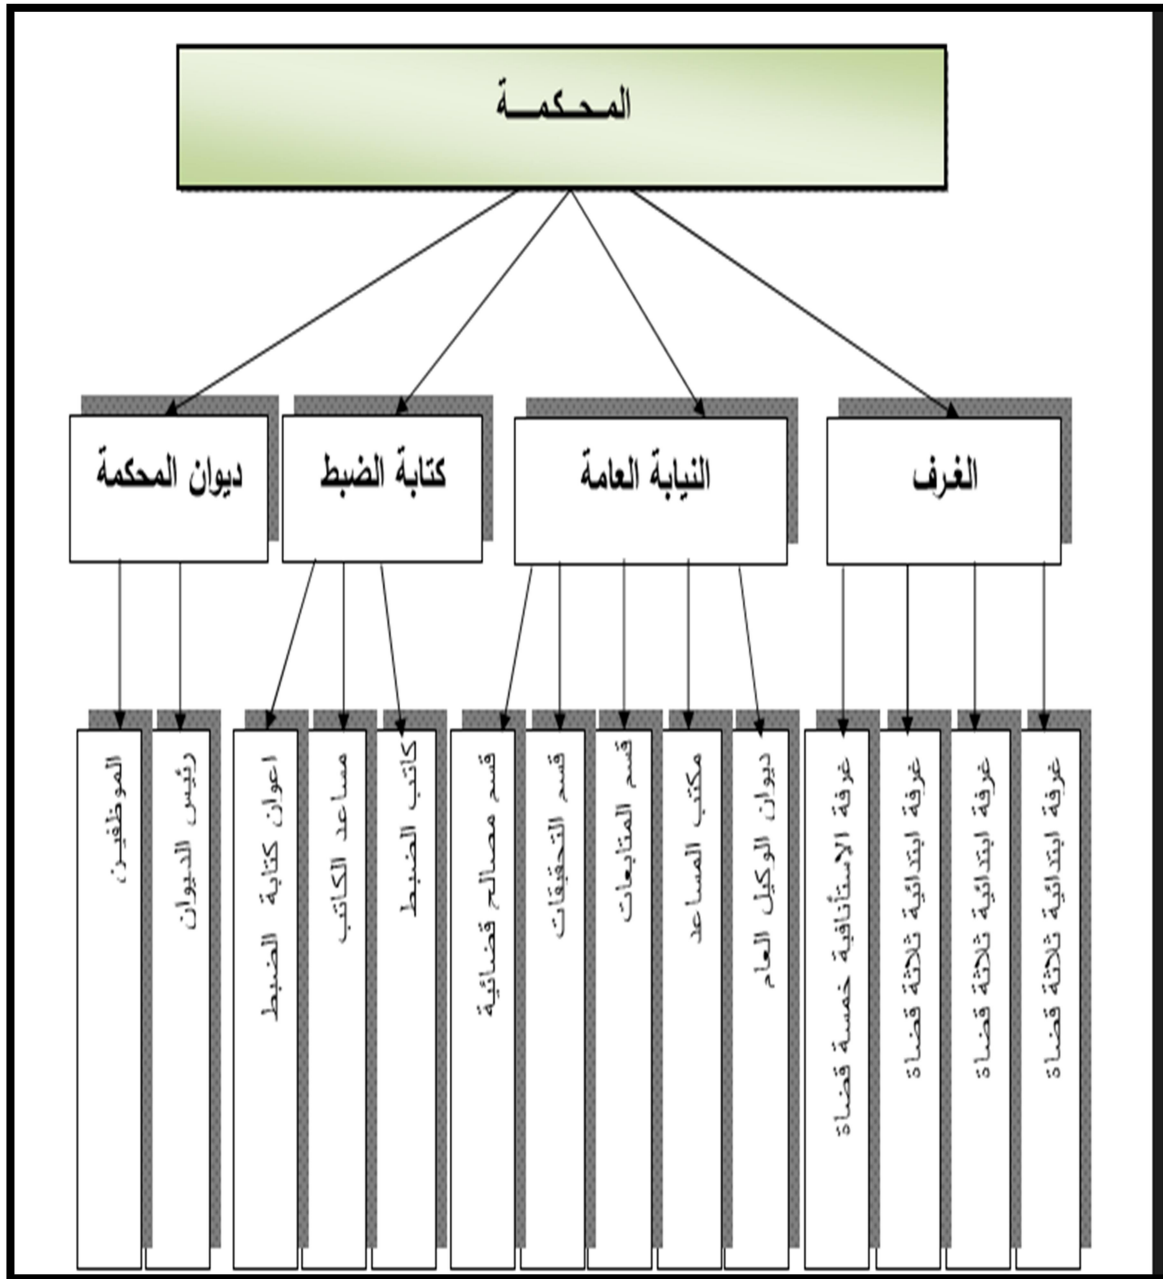 المـحـكمـــة
الغرف
النيابة العامة
كتابة الضبط
ديوان المحكمة
غرفة ابتدائية ثلاثة قضاة
غرفة ابتدائية ثلاثة قضاة
غرفة ابتدائية ثلاثة قضاة
غرفة الاستأنافية خمسة قضاة
ديوان الوكيل العام
مكتب المساعد
قسم المتابعات
قسم التحقيقات
قسم مصالح قضائية
كاتب الضبط
مساعد الكاتب
اعوان كتابة الضبط
رئيس الديوان
الموظفين